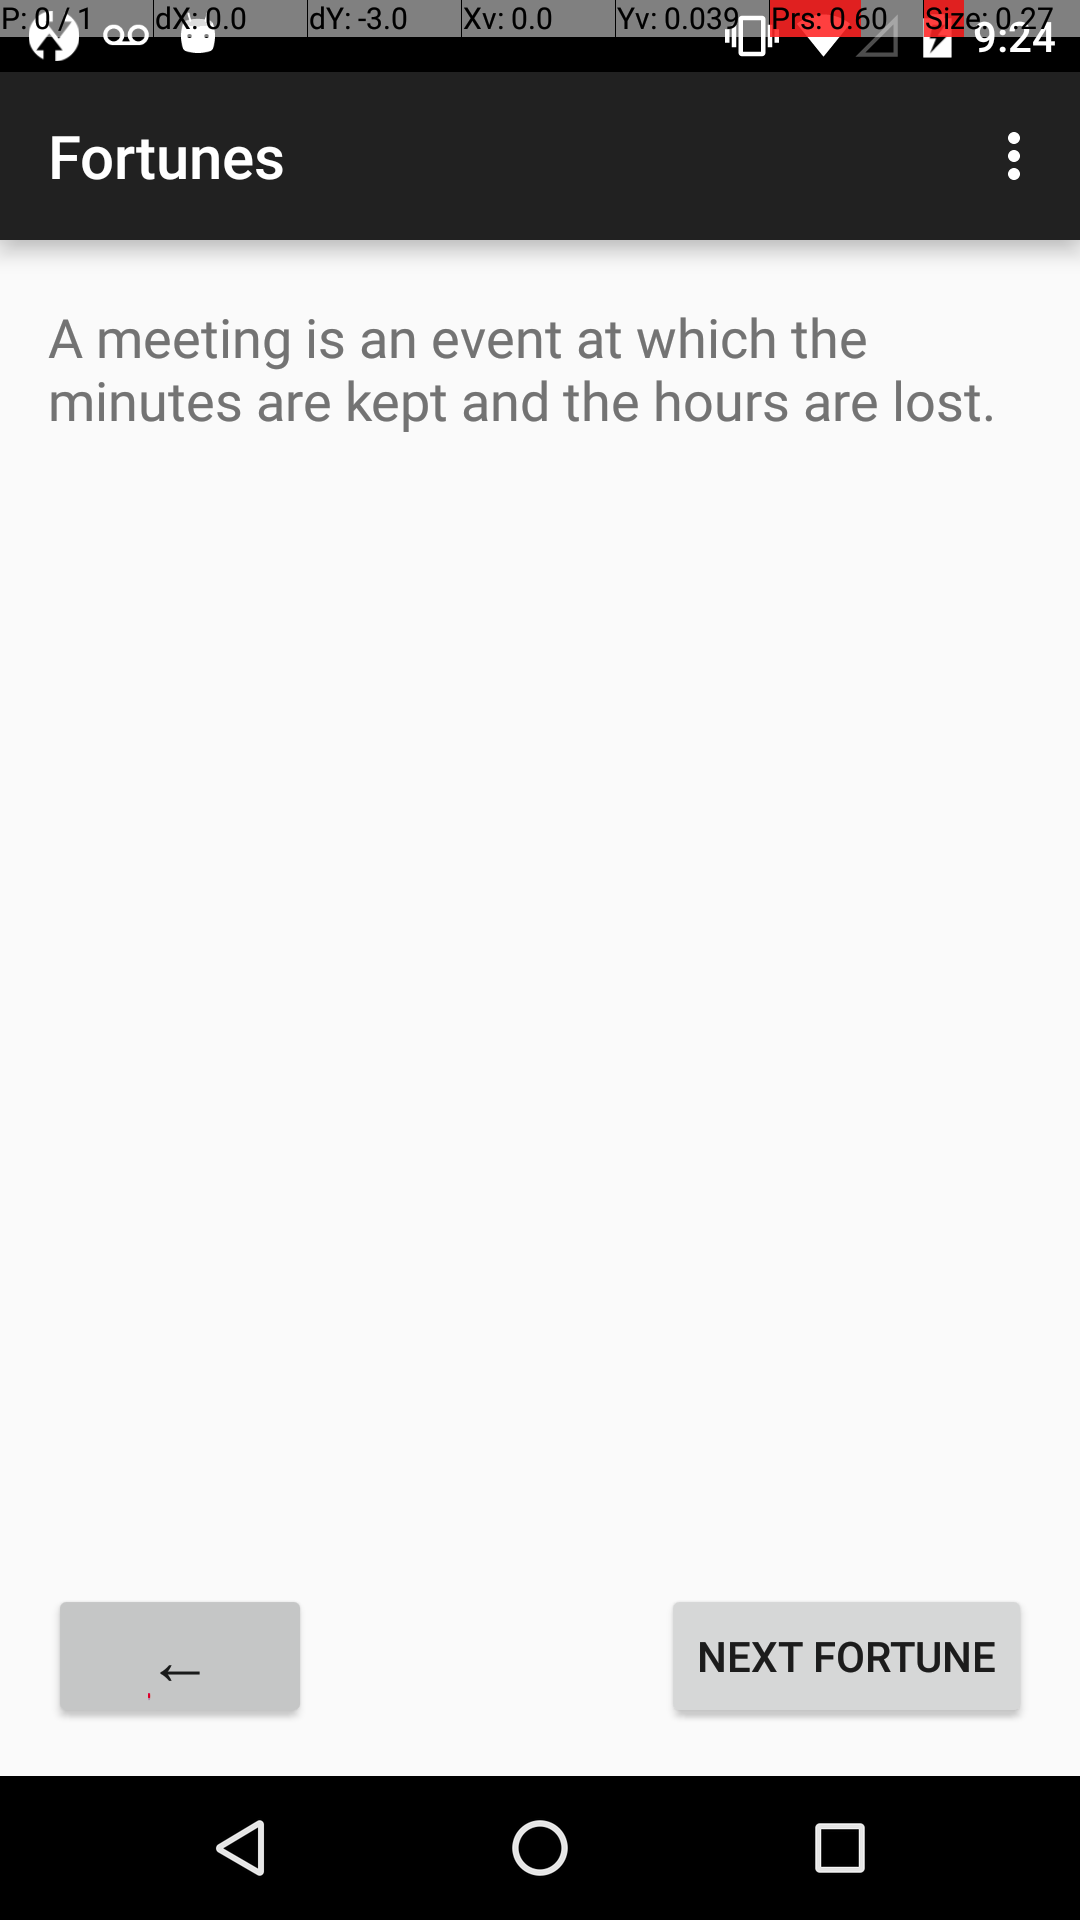 P: 0 / 1 dX: 0.0 dY: -3.0 Xv: 0.0 Yv: 0.039 Prs: 0.60 Size: 0.27
9:24
Fortunes
A meeting is an event at which the
minutes are kept and the hours are lost.
← NEXT FORTUNE